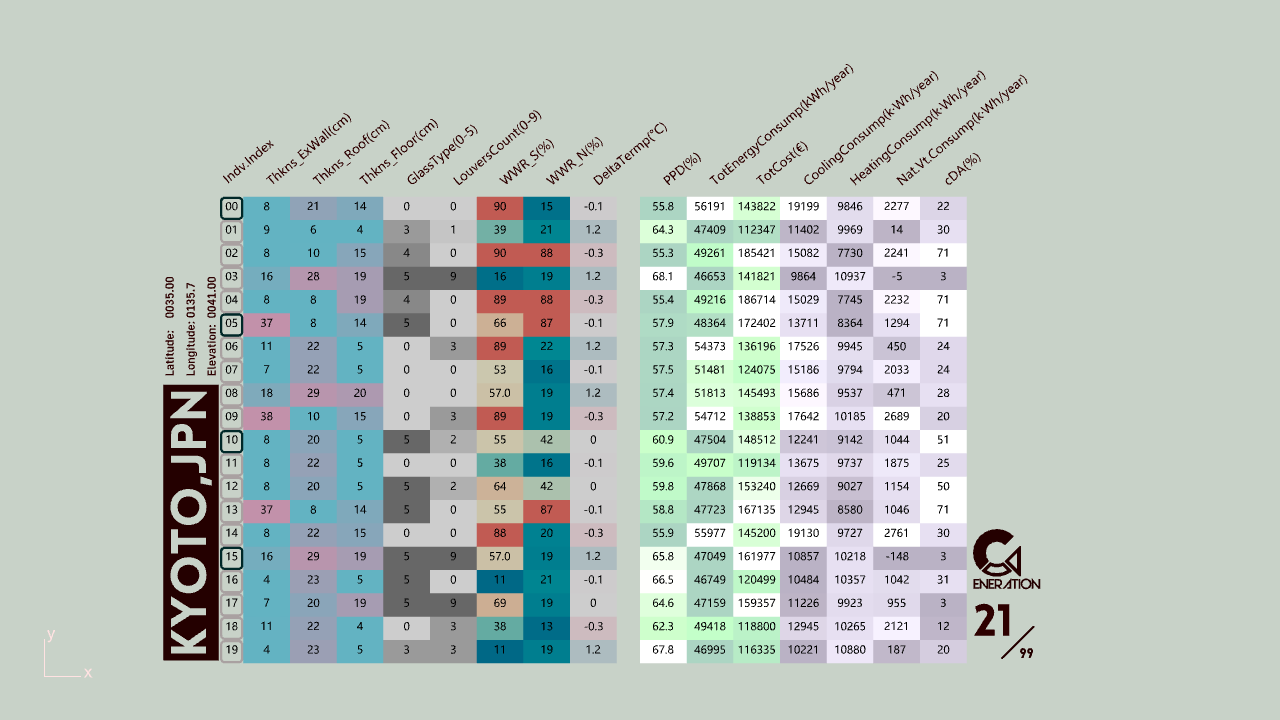 Indv.Index Thkns_ExWall(cm) Thkns_Roof(cm) Thkns_Floor(cm) GlassType(0-5) LouversCount(0-9) WWR_S(%) WWR_N(%) DeltaTermp(°C) PPD(%) TotEnergyConsump(kWh/year) TotCost(€) CoolingConsump(k·Wh/year) HeatingConsump(k·Wh/year) Nat.Vt.Consump(k·Wh/year) cDA(%)
00 8 21 14 0 0 90 15 -0.1 55.8 56191 143822 19199 9846 2277 22
01 9 6 4 3 1 39 21 1.2 64.3 47409 112347 11402 9969 14 30
02 8 10 15 4 0 90 88 -0.3 55.3 49261 185421 15082 7730 2241 71
03 16 28 19 5 9 16 19 1.2 68.1 46653 141821 9864 10937 -5 3
04 8 8 19 4 0 89 88 -0.3 55.4 49216 186714 15029 7745 2232 71
05 37 8 14 5 0 66 87 -0.1 57.9 48364 172402 13711 8364 1294 71
06 11 22 5 0 3 89 22 1.2 57.3 54373 136196 17526 9945 450 24
07 7 22 5 0 0 53 16 -0.1 57.5 51481 124075 15186 9794 2033 24
08 18 29 20 0 0 57.0 19 1.2 57.4 51813 145493 15686 9537 471 28
09 38 10 15 0 3 89 19 -0.3 57.2 54712 138853 17642 10185 2689 20
10 8 20 5 5 2 55 42 0 60.9 47504 148512 12241 9142 1044 51
11 8 22 5 0 0 38 16 -0.1 59.6 49707 119134 13675 9737 1875 25
12 8 20 5 5 2 64 42 0 59.8 47868 153240 12669 9027 1154 50
13 37 8 14 5 0 55 87 -0.1 58.8 47723 167135 12945 8580 1046 71
14 8 22 15 0 0 88 20 -0.3 55.9 55977 145200 19130 9727 2761 30
15 16 29 19 5 9 57.0 19 1.2 65.8 47049 161977 10857 10218 -148 3
16 4 23 5 5 0 11 21 -0.1 66.5 46749 120499 10484 10357 1042 31
17 7 20 19 5 9 69 19 0 64.6 47159 159357 11226 9923 955 3
18 11 22 4 0 3 38 13 -0.3 62.3 49418 118800 12945 10265 2121 12
19 4 23 5 3 3 11 19 1.2 67.8 46995 116335 10221 10880 187 20
Latitude: 0035.00
Longitude: 0135.7
Elevation: 0041.00
KYOTO,JPN
GENERATION
21/99
y
x